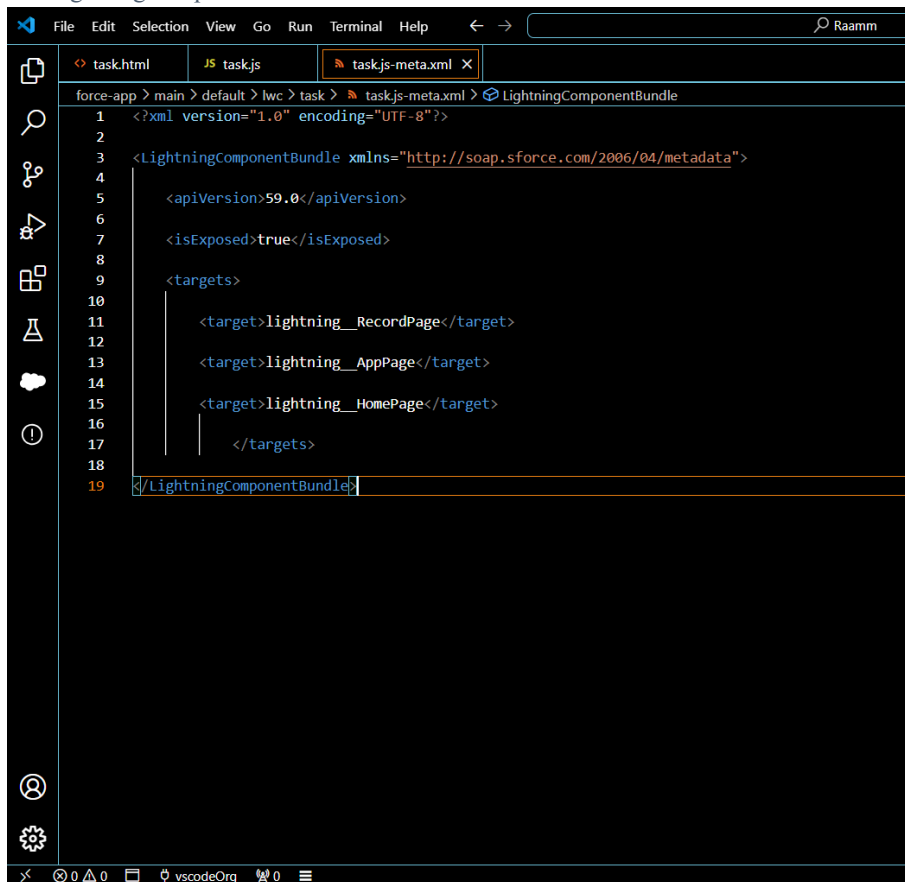 File Edit Selection View Go Run Terminal Help Raamm
task.html JS task.js task.js-meta.xml
force-app > main > default > lwc > task > task.js-meta.xml > LightningComponentBundle
1 <?xml version="1.0" encoding="UTF-8"?>
2
3 <LightningComponentBundle xmlns="http://soap.sforce.com/2006/04/metadata">
4
5 <apiVersion>59.0</apiVersion>
6
7 <isExposed>true</isExposed>
8
9 <targets>
10
11 <target>lightning__RecordPage</target>
12
13 <target>lightning__AppPage</target>
14
15 <target>lightning__HomePage</target>
16
17 </targets>
18
19 </LightningComponentBundle>
0 0 vscodeOrg 0